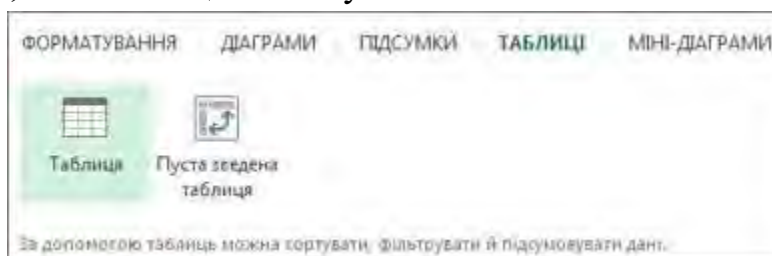 ФОРМАТУВАННЯ ДІАГРАМИ ПІДСУМКИ ТАБЛИЦІ МІНІ-ДІАГРАМИ
Таблиця Пуста зведена
таблиця
За допомогою таблиць можна сортувати, фільтрувати й підсумовувати дані.